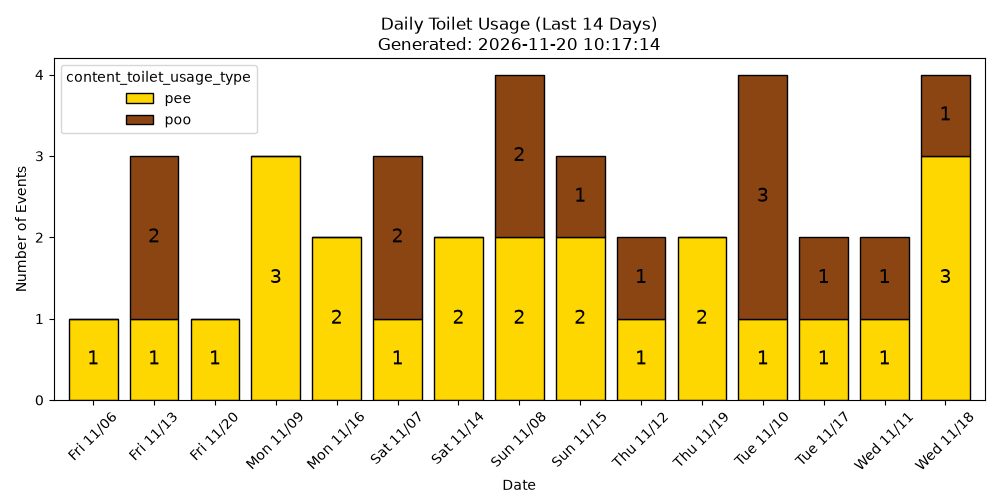 Daily Toilet Usage (Last 14 Days)
Generated: 2026-11-20 10:17:14
content_toilet_usage_type
pee
poo
Number of Events
4
3
2
1
0
1
2
1
1
3
2
2
1
2
2
2
1
2
1
1
2
3
1
1
1
1
1
1
3
Fri 11/06
Fri 11/13
Fri 11/20
Mon 11/09
Mon 11/16
Sat 11/07
Sat 11/14
Sun 11/08
Sun 11/15
Thu 11/12
Thu 11/19
Tue 11/10
Tue 11/17
Wed 11/11
Wed 11/18
Date